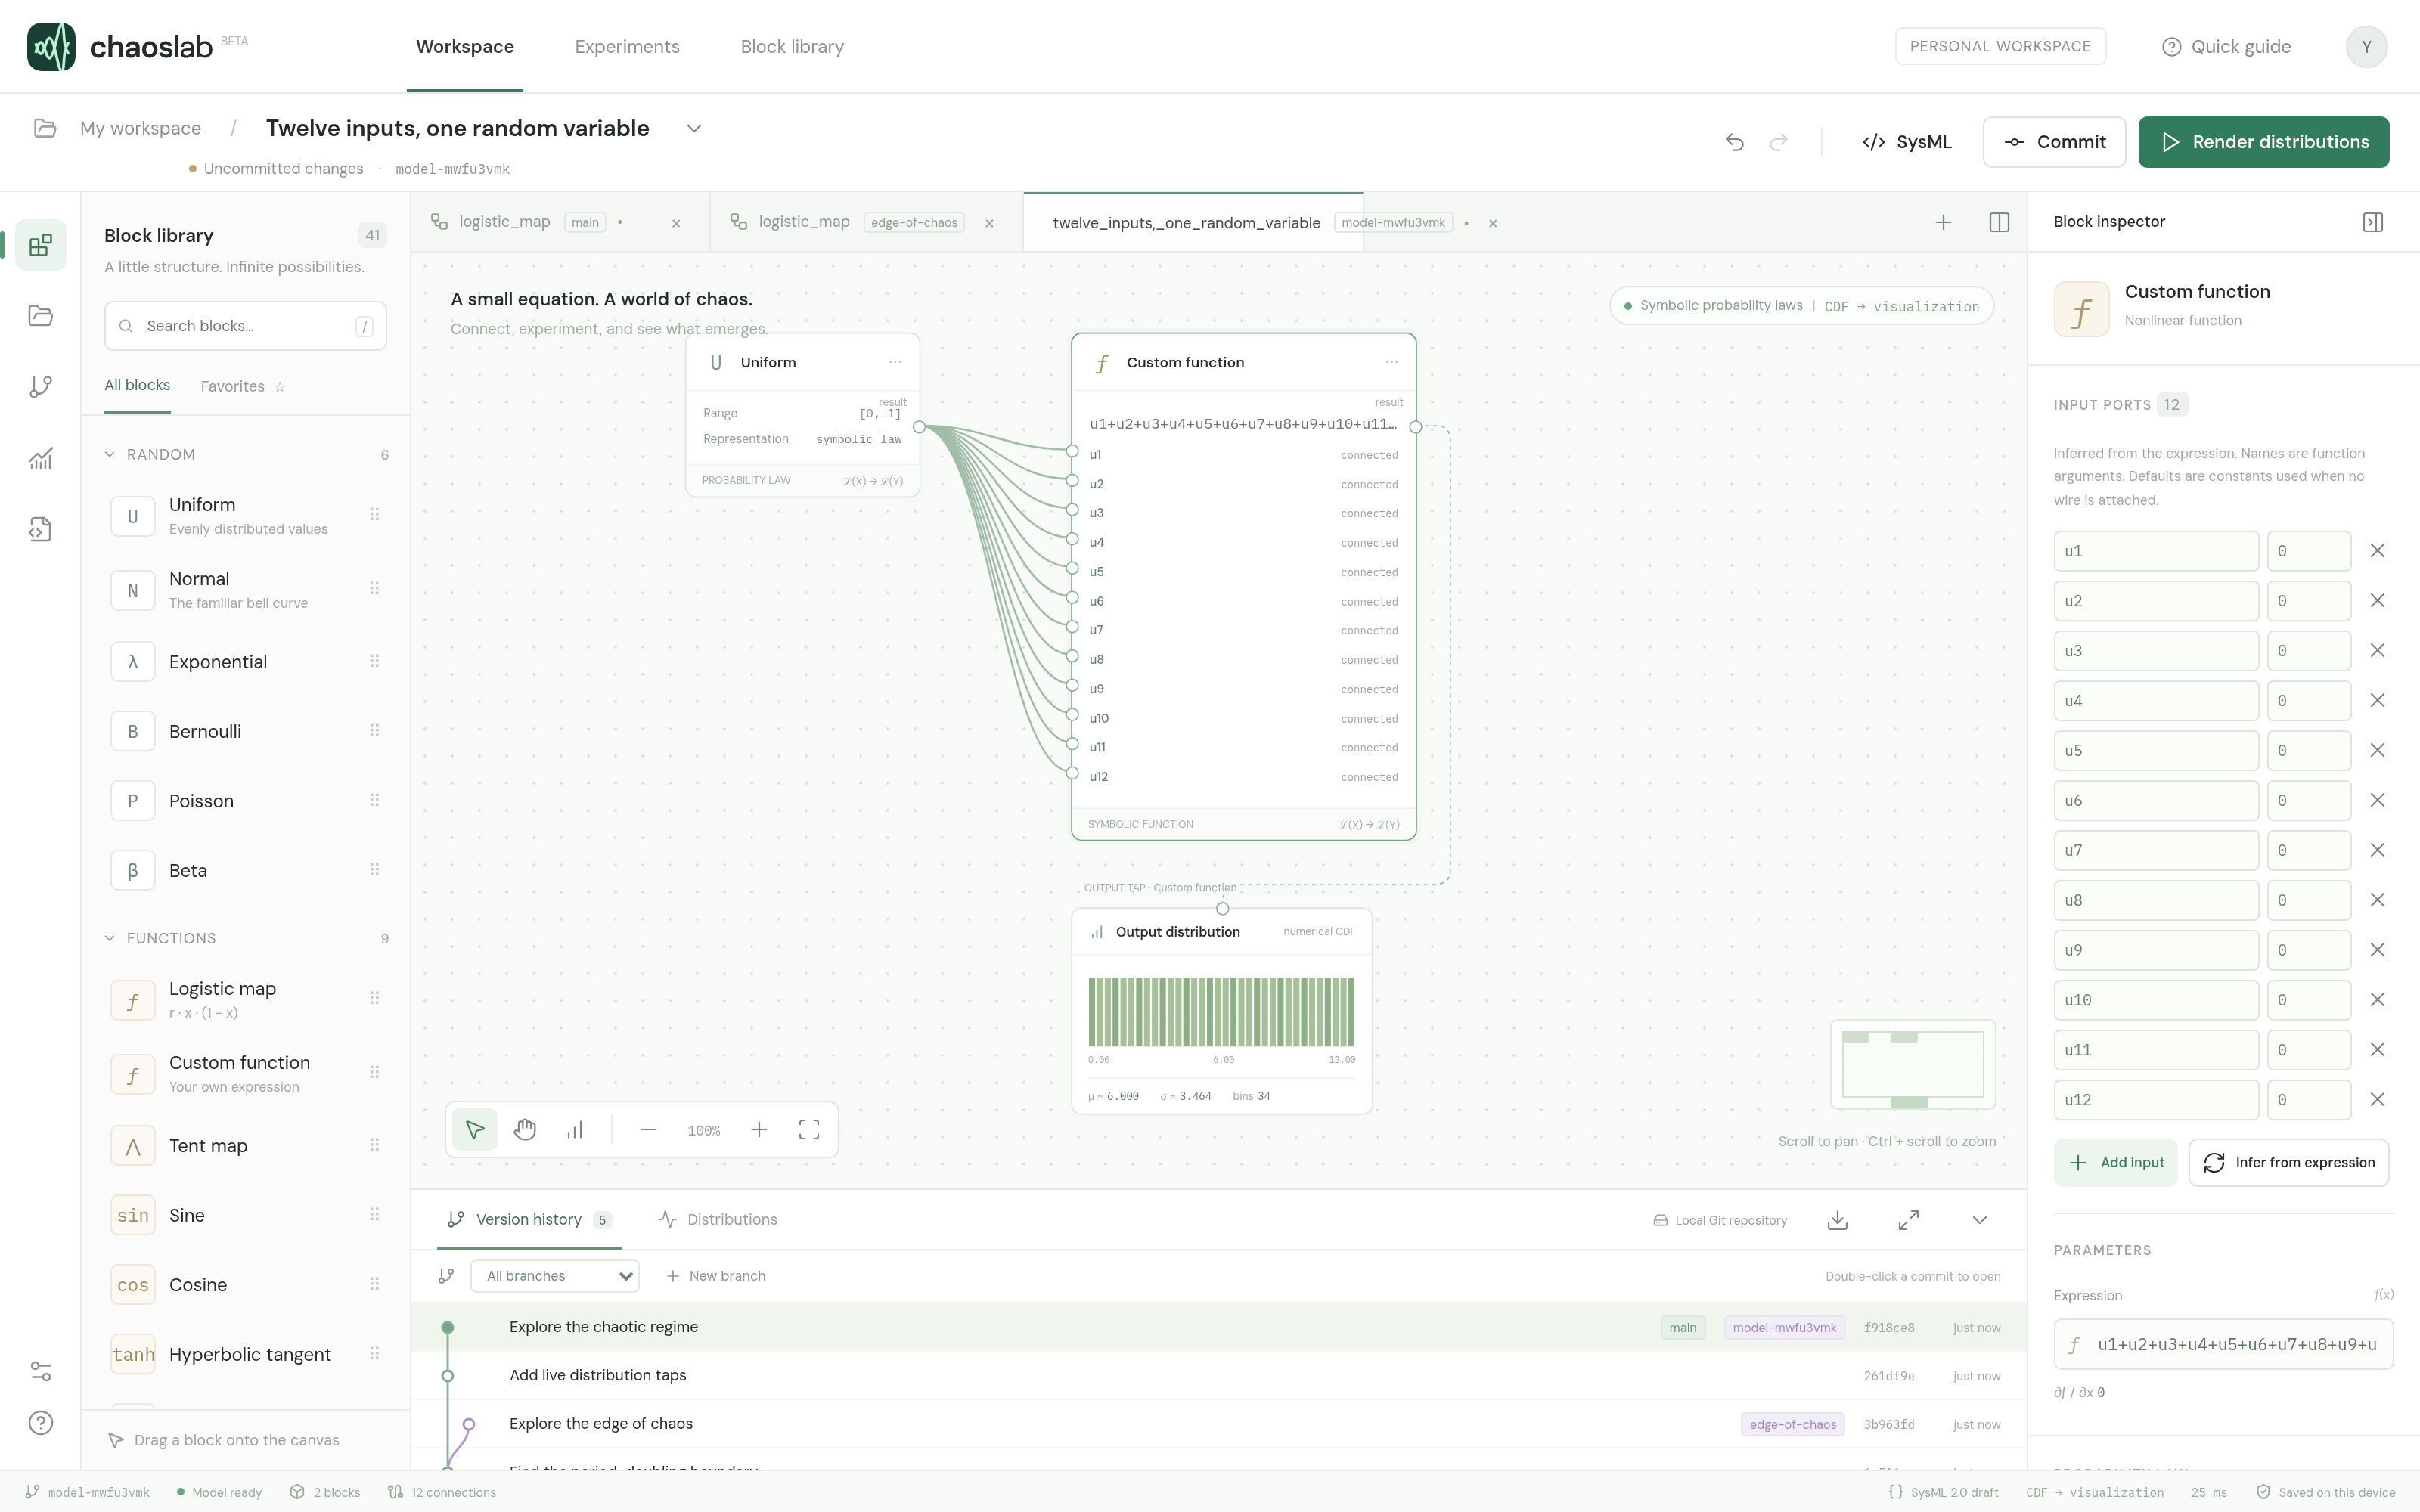 chaoslab BETA
Workspace
Experiments
Block library
PERSONAL WORKSPACE
Quick guide
Y
My workspace / Twelve inputs, one random variable
Uncommitted changes · model-mwfu3vmk
SysML
Commit
Render distributions
Block library 41
A little structure. Infinite possibilities.
Search blocks... /
All blocks
Favorites ☆
RANDOM 6
U Uniform
Evenly distributed values
N Normal
The familiar bell curve
λ Exponential
B Bernoulli
P Poisson
β Beta
FUNCTIONS 9
ƒ Logistic map
r · x · (1 − x)
ƒ Custom function
Your own expression
⋀ Tent map
sin Sine
cos Cosine
tanh Hyperbolic tangent
Drag a block onto the canvas
logistic_map main • ×
logistic_map edge-of-chaos ×
twelve_inputs,_one_random_variable model-mwfu3vmk • ×
A small equation. A world of chaos.
Connect, experiment, and see what emerges.
Symbolic probability laws | CDF → visualization
U Uniform ···
result
Range [0, 1]
Representation symbolic law
PROBABILITY LAW ℒ(X) → ℒ(Y)
ƒ Custom function ···
result
u1+u2+u3+u4+u5+u6+u7+u8+u9+u10+u11…
u1 connected
u2 connected
u3 connected
u4 connected
u5 connected
u6 connected
u7 connected
u8 connected
u9 connected
u10 connected
u11 connected
u12 connected
SYMBOLIC FUNCTION ℒ(X) → ℒ(Y)
OUTPUT TAP · Custom function
Output distribution numerical CDF
0.00 6.00 12.00
μ ≈ 6.000 σ ≈ 3.464 bins 34
100%
Scroll to pan · Ctrl + scroll to zoom
Version history 5
Distributions
Local Git repository
All branches
New branch
Double-click a commit to open
Explore the chaotic regime main model-mwfu3vmk f918ce8 just now
Add live distribution taps 261df9e just now
Explore the edge of chaos edge-of-chaos 3b963fd just now
Find the period-doubling boundary
Block inspector
ƒ Custom function
Nonlinear function
INPUT PORTS 12
Inferred from the expression. Names are function
arguments. Defaults are constants used when no
wire is attached.
u1 0
u2 0
u3 0
u4 0
u5 0
u6 0
u7 0
u8 0
u9 0
u10 0
u11 0
u12 0
Add input
Infer from expression
PARAMETERS
Expression ƒ(x)
ƒ u1+u2+u3+u4+u5+u6+u7+u8+u9+u
∂f / ∂x 0
model-mwfu3vmk
Model ready
2 blocks
12 connections
SysML 2.0 draft
CDF → visualization
25 ms
Saved on this device